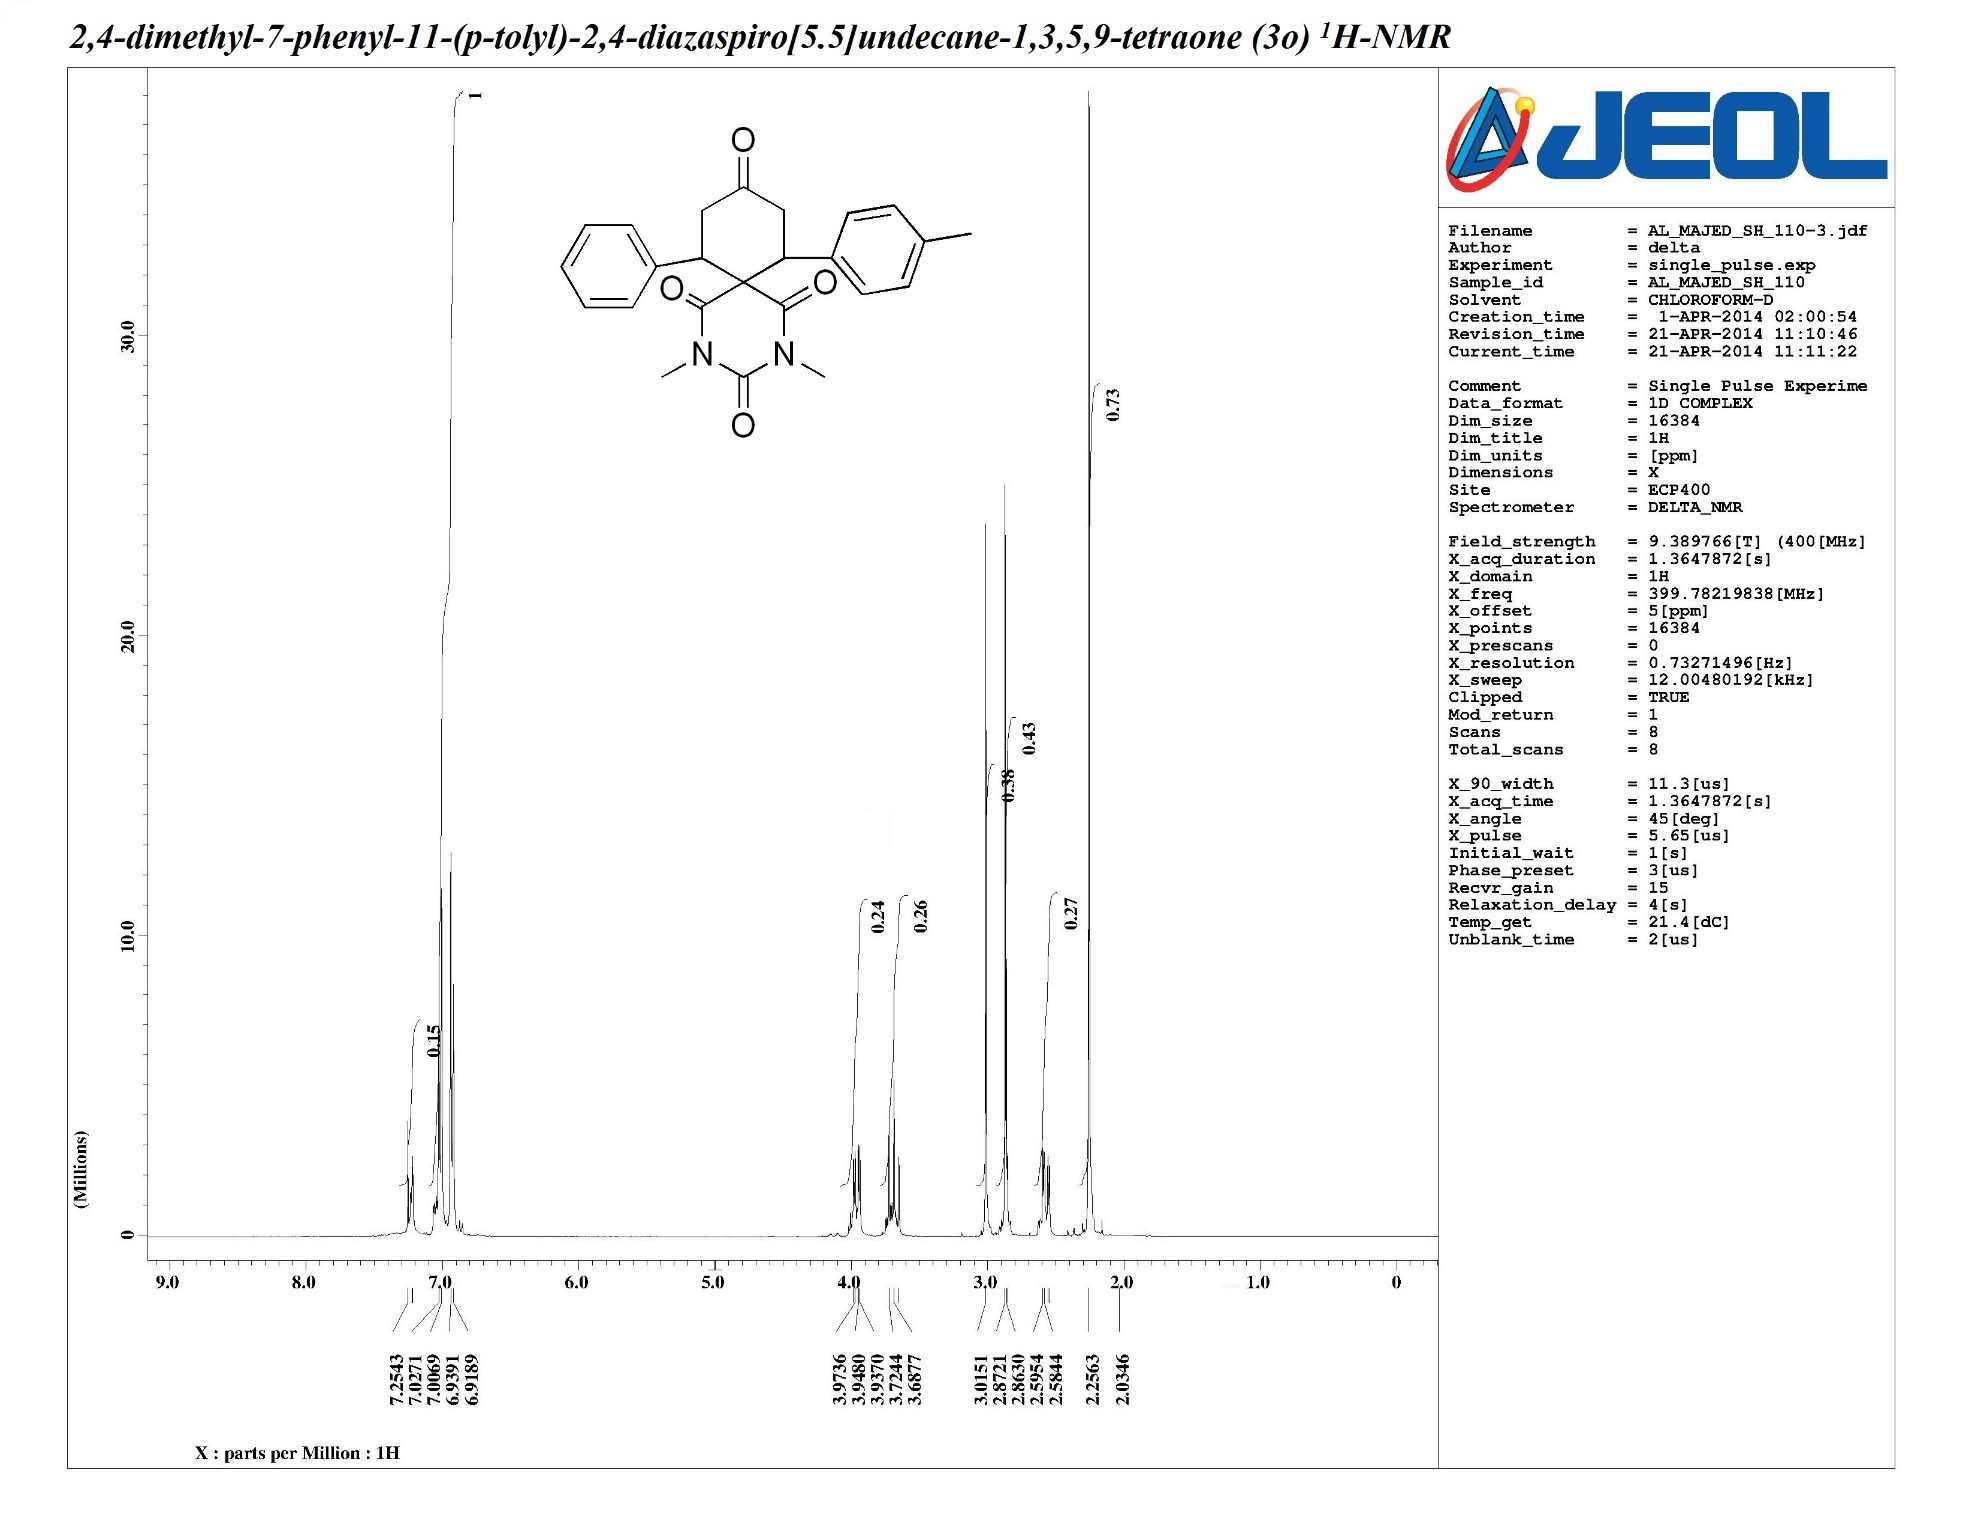 2,4-dimethyl-7-phenyl-11-(p-tolyl)-2,4-diazaspiro[5.5]undecane-1,3,5,9-tetraone (3o) ¹H-NMR
JEOL
Filename = AL_MAJED_SH_110-3.jdf
Author = delta
Experiment = single_pulse.exp
Sample_id = AL_MAJED_SH_110
Solvent = CHLOROFORM-D
Creation_time = 1-APR-2014 02:00:54
Revision_time = 21-APR-2014 11:10:46
Current_time = 21-APR-2014 11:11:22
Comment = Single Pulse Experime
Data_format = 1D COMPLEX
Dim_size = 16384
Dim_title = 1H
Dim_units = [ppm]
Dimensions = X
Site = ECP400
Spectrometer = DELTA_NMR
Field_strength = 9.389766[T] (400[MHz]
X_acq_duration = 1.3647872[s]
X_domain = 1H
X_freq = 399.78219838[MHz]
X_offset = 5[ppm]
X_points = 16384
X_prescans = 0
X_resolution = 0.73271496[Hz]
X_sweep = 12.00480192[kHz]
Clipped = TRUE
Mod_return = 1
Scans = 8
Total_scans = 8
X_90_width = 11.3[us]
X_acq_time = 1.3647872[s]
X_angle = 45[deg]
X_pulse = 5.65[us]
Initial_wait = 1[s]
Phase_preset = 3[us]
Recvr_gain = 15
Relaxation_delay = 4[s]
Temp_get = 21.4[dC]
Unblank_time = 2[us]
O
O
O
N
N
O
1
0.73
0.43
0.38
0.24
0.26
0.27
0.15
30.0
20.0
10.0
0
(Millions)
9.0 8.0 7.0 6.0 5.0 4.0 3.0 2.0 1.0 0
7.2543
7.0271
7.0069
6.9391
6.9189
3.9736
3.9480
3.9370
3.7244
3.6877
3.0151
2.8721
2.8630
2.5954
2.5844
2.2563
2.0346
X : parts per Million : 1H